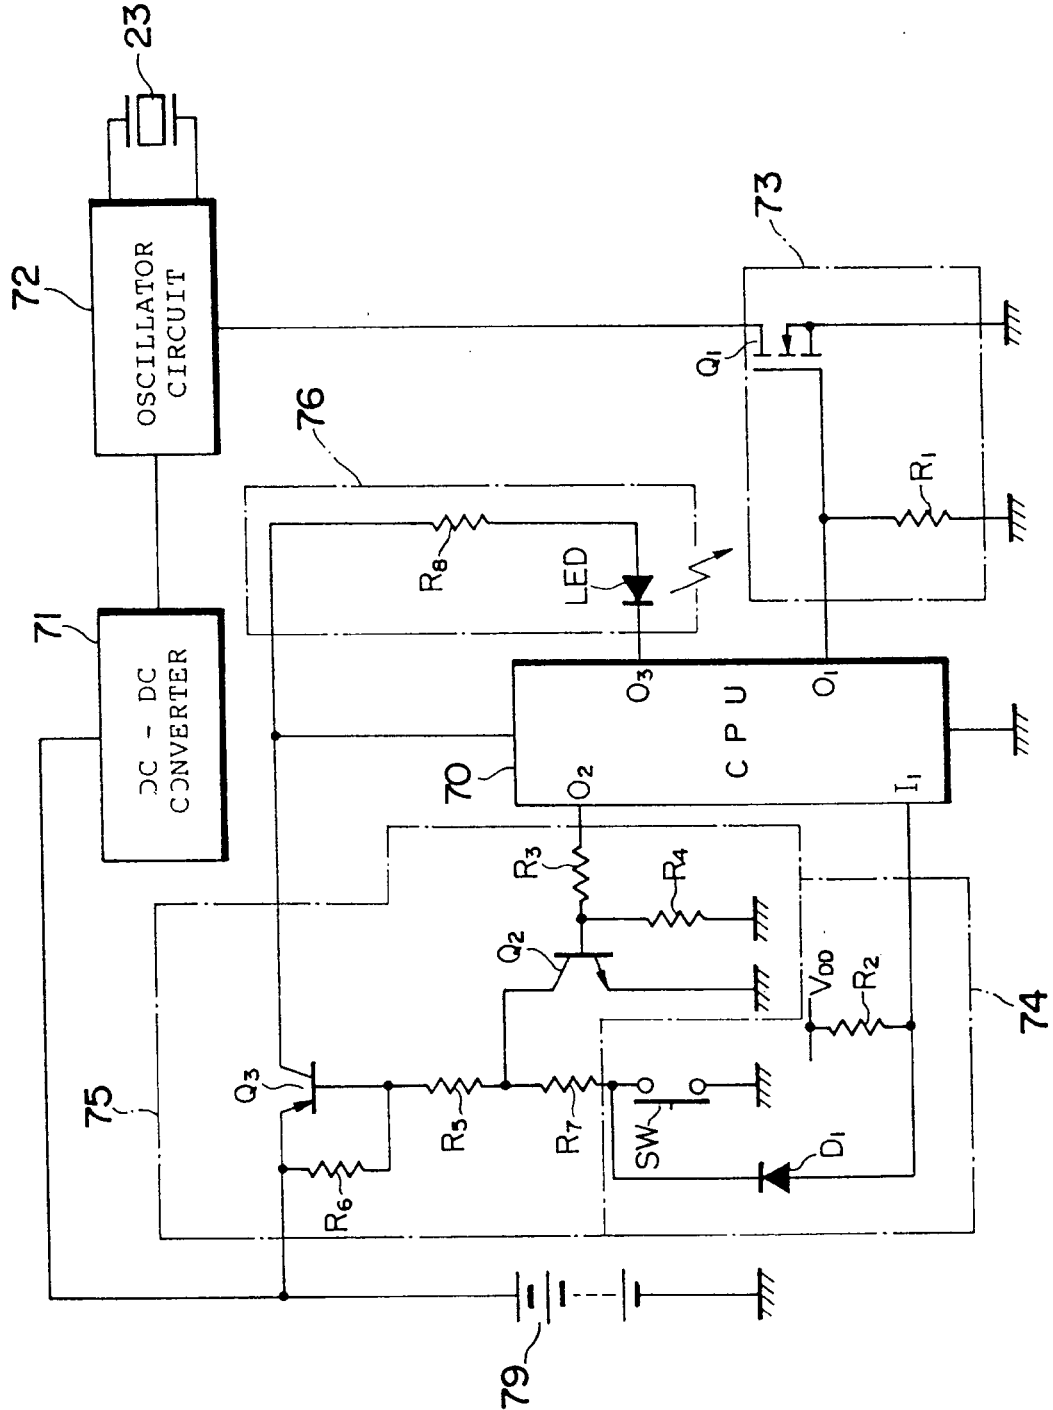 23
72
OSCILLATOR
CIRCUIT
71
DC - DC
CONVERTER
76
R8
LED
73
Q1
R1
70
O3
CPU
O1
O2
I1
75
Q3
R6
R5
R7
Q2
R3
R4
SW
D1
VDD
R2
74
79